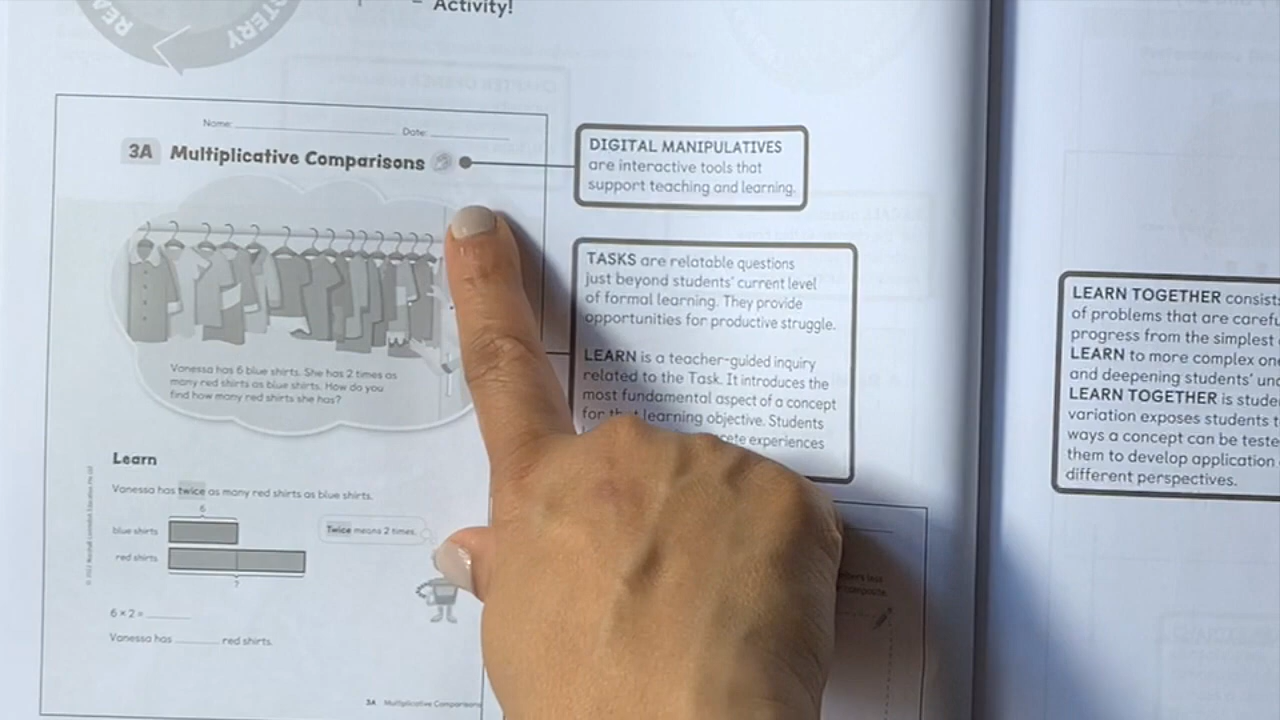 Activity!
Name:
Date:
3A Multiplicative Comparisons
DIGITAL MANIPULATIVES
are interactive tools that
support teaching and learning.
Vanessa has 6 blue shirts. She has 2 times as
many red shirts as blue shirts. How do you
find how many red shirts she has?
Learn
Vanessa has twice as many red shirts as blue shirts.
6
blue shirts
Twice means 2 times.
red shirts
?
6 × 2 =
Vanessa has ______ red shirts.
3A Multiplicative Comparisons
TASKS are relatable questions
just beyond students' current level
of formal learning. They provide
opportunities for productive struggle.
LEARN is a teacher-guided inquiry
related to the Task. It introduces the
most fundamental aspect of a concept
for that learning objective. Students
experiences
LEARN TOGETHER
of problems that are
progress from the simplest
LEARN to more complex
and deepening students'
LEARN TOGETHER is
variation exposes students
ways a concept can be
them to develop application
different perspectives.